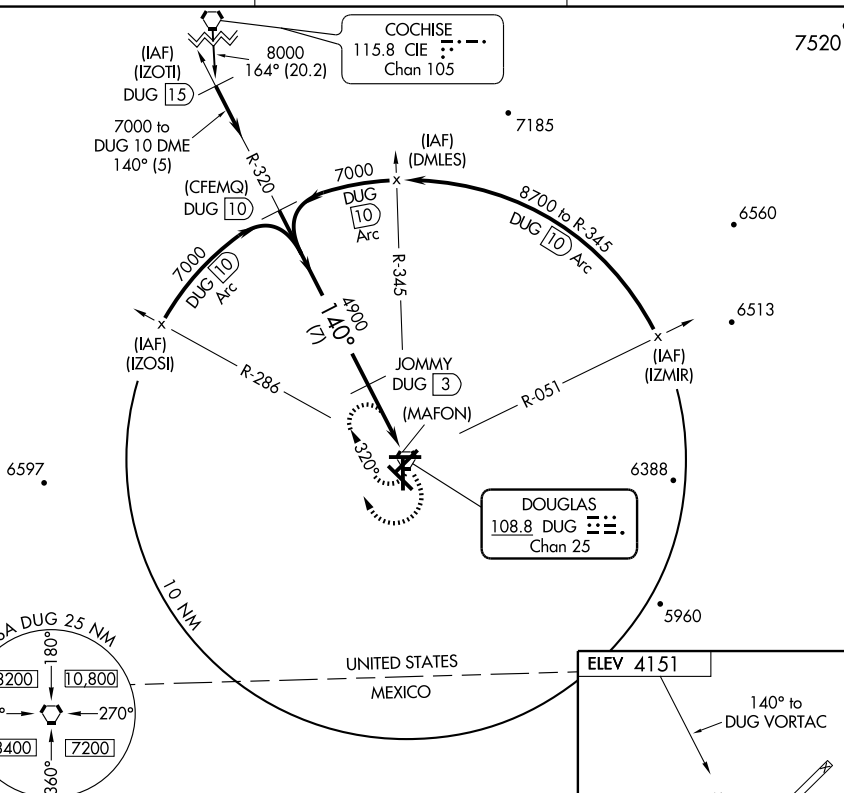 COCHISE
115.8 CIE
Chan 105
7520
8000
164° (20.2)
(IAF)
(IZOTI)
DUG 15
7000 to
DUG 10 DME
140° (5)
R-320
7185
(IAF)
(DMLES)
7000
DUG
10
Arc
(CFEMQ)
DUG 10
8700 to R-345
DUG 10 Arc
6560
7000
DUG 10
Arc
R-345
4900
140°
(7)
6513
(IAF)
(IZOSI)
R-286
JOMMY
DUG 3
(IAF)
(IZMIR)
R-051
(MAFON)
320°
6597
6388
DOUGLAS
108.8 DUG
Chan 25
10 NM
5960
DUG 25 NM
180°
10,800
270°
7200
360°
UNITED STATES
MEXICO
ELEV 4151
140° to
DUG VORTAC